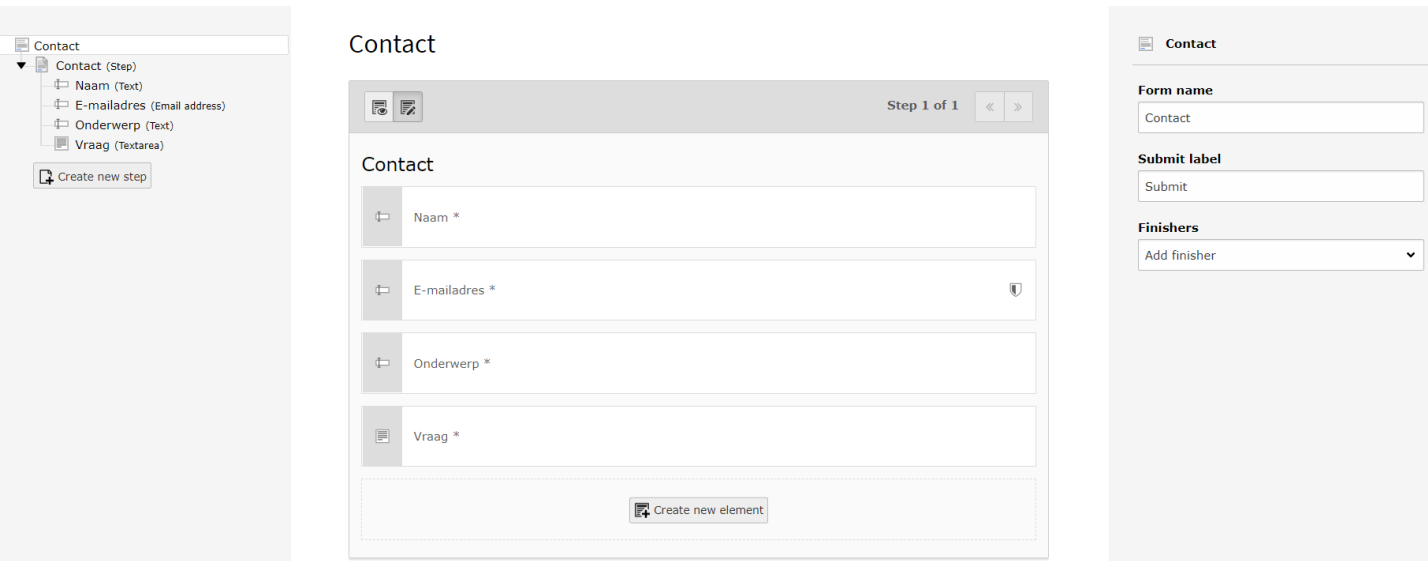 Contact
Contact (Step)
Naam (Text)
E-mailadres (Email address)
Onderwerp (Text)
Vraag (Textarea)
Create new step
Contact
Step 1 of 1
«
»
Contact
Naam *
E-mailadres *
Onderwerp *
Vraag *
Create new element
Contact
Form name
Contact
Submit label
Submit
Finishers
Add finisher